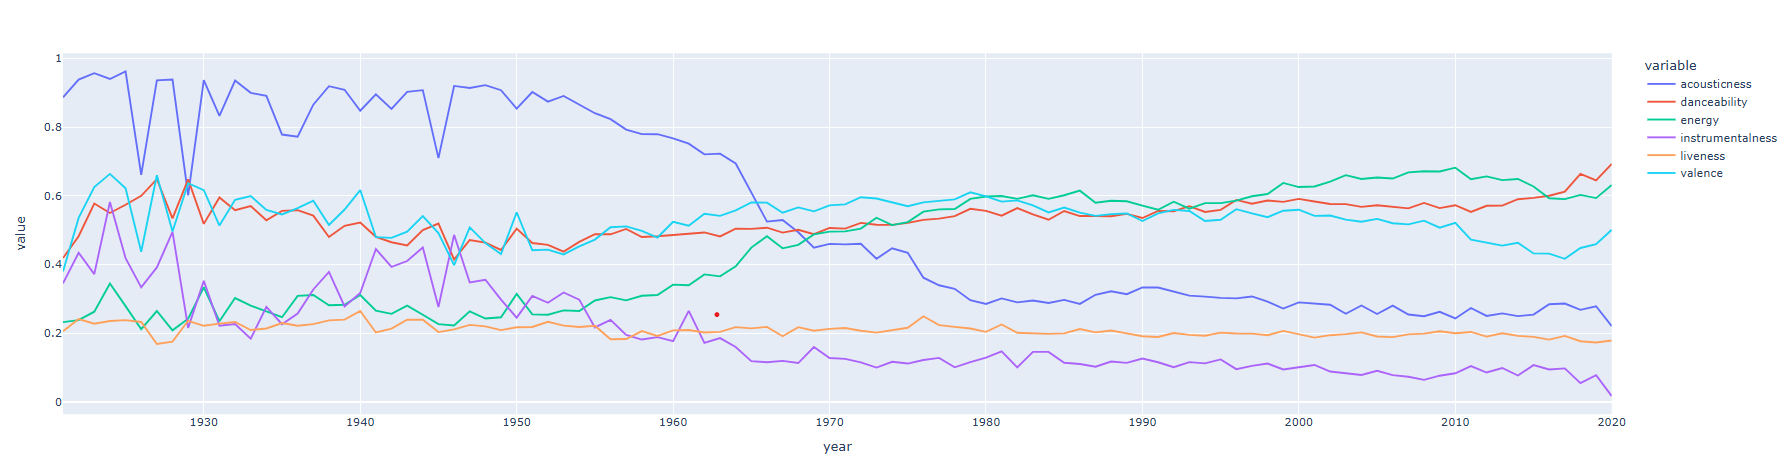 variable
acousticness
danceability
energy
instrumentalness
liveness
valence
value
1
0.8
0.6
0.4
0.2
0
1930 1940 1950 1960 1970 1980 1990 2000 2010 2020
year